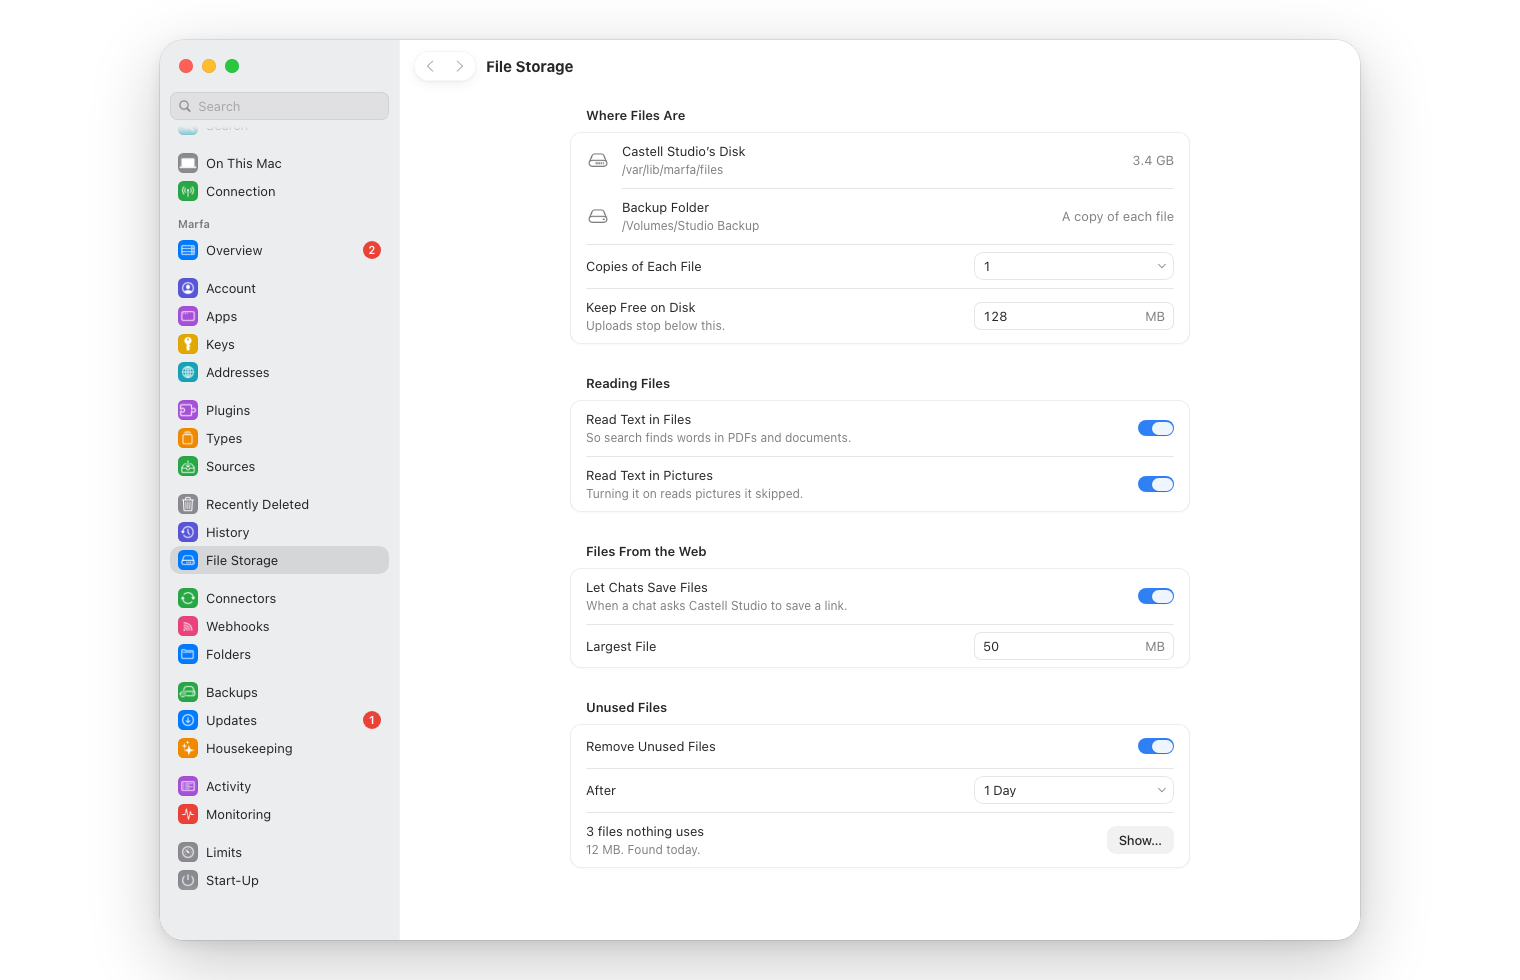 Search
File Storage
Search
On This Mac
Connection
Marfa
Overview
2
Account
Apps
Keys
Addresses
Plugins
Types
Sources
Recently Deleted
History
File Storage
Connectors
Webhooks
Folders
Backups
Updates
1
Housekeeping
Activity
Monitoring
Limits
Start-Up
Where Files Are
Castell Studio's Disk
/var/lib/marfa/files
3.4 GB
Backup Folder
/Volumes/Studio Backup
A copy of each file
Copies of Each File
1
Keep Free on Disk
Uploads stop below this.
128
MB
Reading Files
Read Text in Files
So search finds words in PDFs and documents.
Read Text in Pictures
Turning it on reads pictures it skipped.
Files From the Web
Let Chats Save Files
When a chat asks Castell Studio to save a link.
Largest File
50
MB
Unused Files
Remove Unused Files
After
1 Day
3 files nothing uses
12 MB. Found today.
Show...